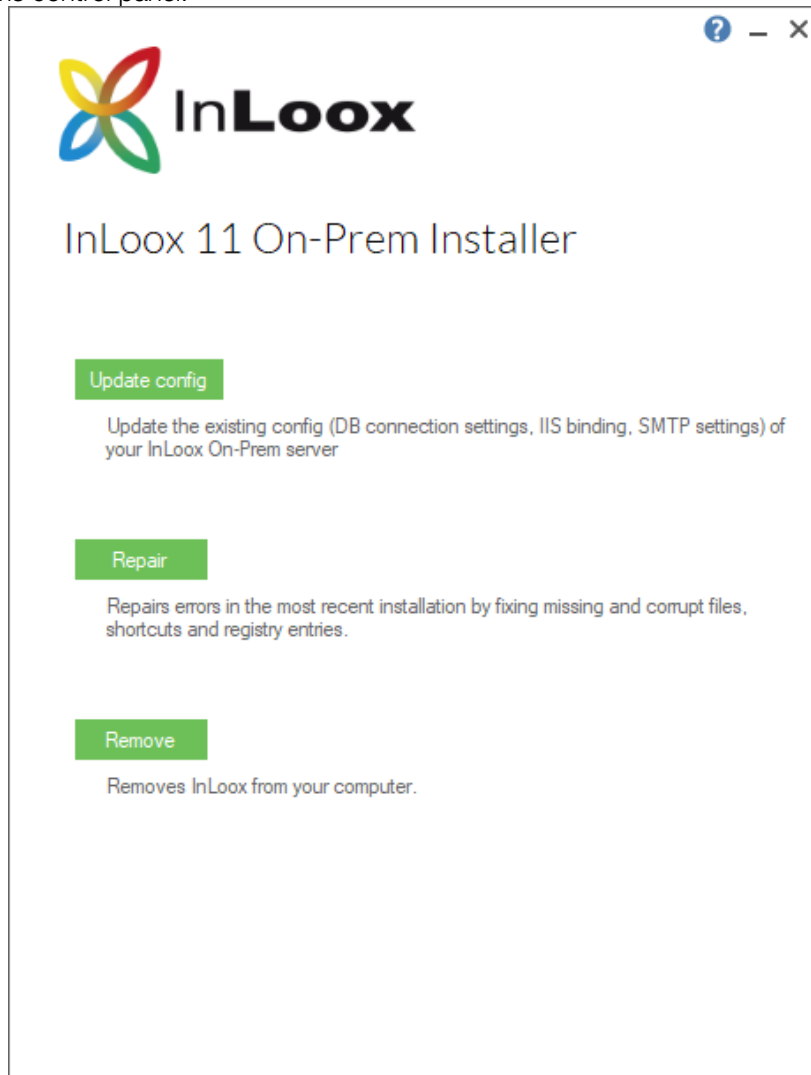 control panel.
?
InLoox
InLoox 11 On-Prem Installer
Update config
Update the existing config (DB connection settings, IIS binding, SMTP settings) of
your InLoox On-Prem server
Repair
Repairs errors in the most recent installation by fixing missing and corrupt files,
shortcuts and registry entries.
Remove
Removes InLoox from your computer.